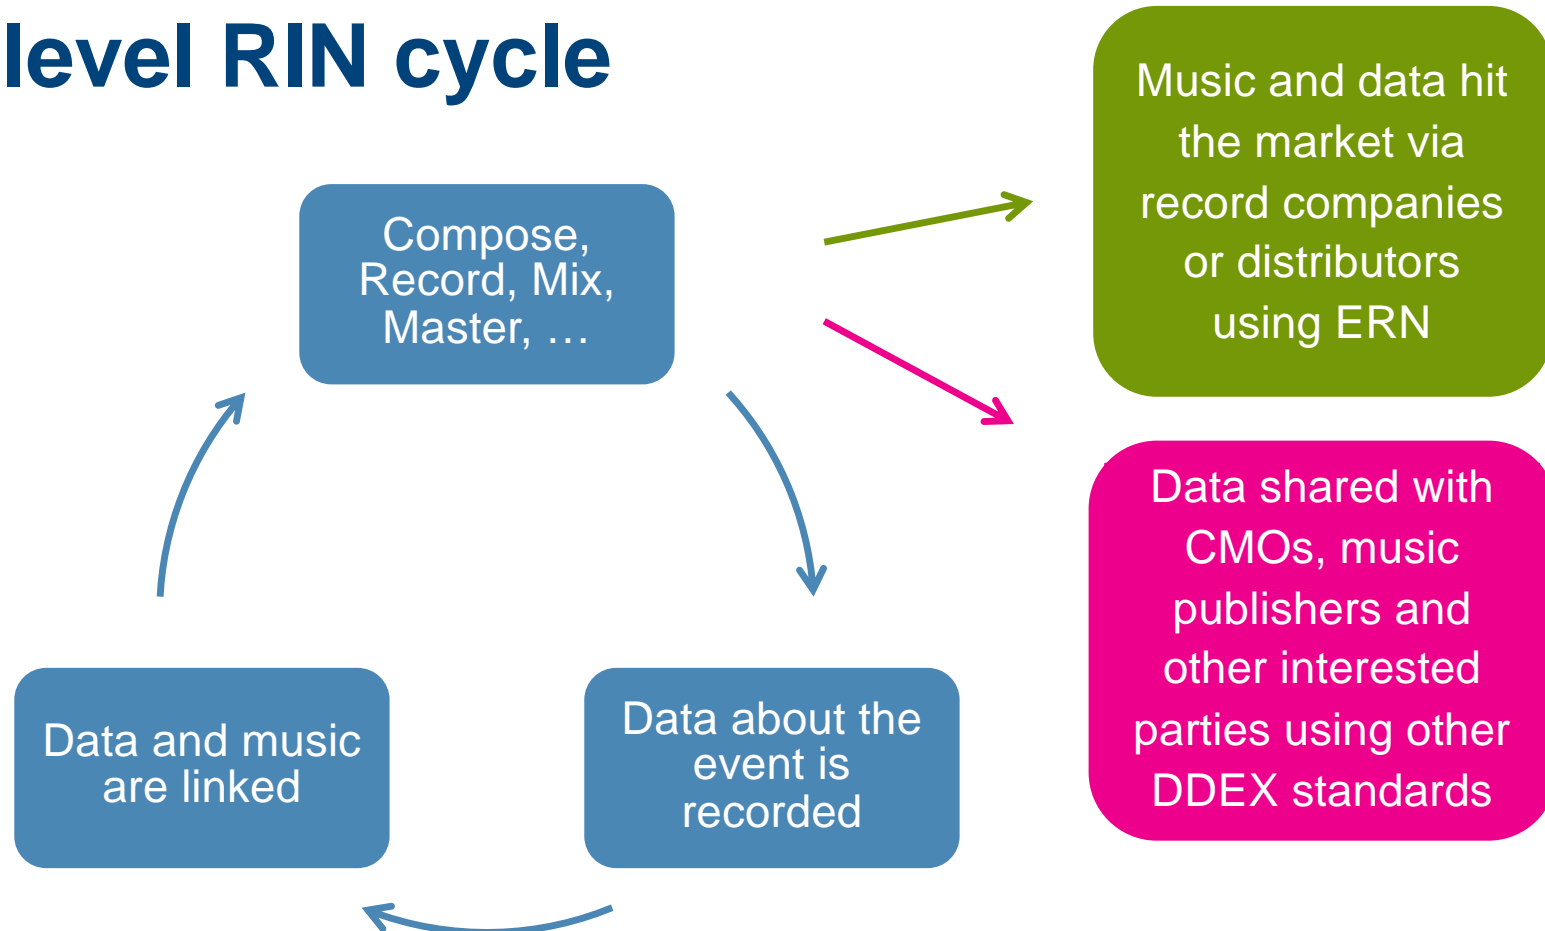 level RIN cycle
Compose,
Record, Mix,
Master, …
Data about the
event is
recorded
Data and music
are linked
Music and data hit
the market via
record companies
or distributors
using ERN
Data shared with
CMOs, music
publishers and
other interested
parties using other
DDEX standards